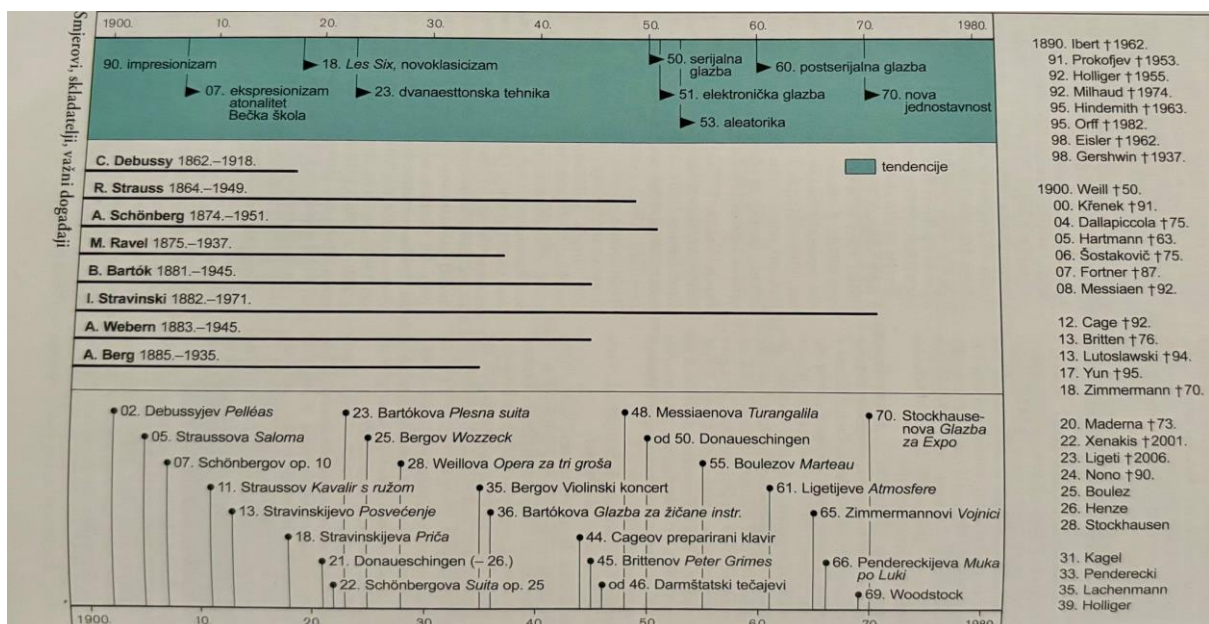 Smjerovi, skladatelji, važni događaji
1900. 10. 20. 30. 40. 50. 60. 70. 1980.
90. impresionizam
07. ekspresionizam
atonalitet
Bečka škola
18. Les Six, novoklasicizam
23. dvanaesttonska tehnika
50. serijalna
glazba
51. elektronička glazba
53. aleatorika
60. postserijalna glazba
70. nova
jednostavnost
tendencije
C. Debussy 1862.–1918.
R. Strauss 1864.–1949.
A. Schönberg 1874.–1951.
M. Ravel 1875.–1937.
B. Bartók 1881.–1945.
I. Stravinski 1882.–1971.
A. Webern 1883.–1945.
A. Berg 1885.–1935.
02. Debussyjev Pelléas
05. Straussova Saloma
07. Schönbergov op. 10
11. Straussov Kavalir s ružom
13. Stravinskijevo Posvećenje
18. Stravinskijeva Priča
21. Donaueschingen (– 26.)
22. Schönbergova Suita op. 25
23. Bartókova Plesna suita
25. Bergov Wozzeck
28. Weillova Opera za tri groša
35. Bergov Violinski koncert
36. Bartókova Glazba za žičane instr.
44. Cageov preparirani klavir
45. Brittenov Peter Grimes
od 46. Darmštatski tečajevi
48. Messiaenova Turangalila
od 50. Donaueschingen
55. Boulezov Marteau
61. Ligetijeve Atmosfere
65. Zimmermannovi Vojnici
66. Pendereckijeva Muka
po Luki
69. Woodstock
70. Stockhause-
nova Glazba
za Expo
1900. 10. 20. 30. 40. 50. 60. 70. 1980.
1890. Ibert †1962.
91. Prokofjev †1953.
92. Holliger †1955.
92. Milhaud †1974.
95. Hindemith †1963.
95. Orff †1982.
98. Eisler †1962.
98. Gershwin †1937.
1900. Weill †50.
00. Křenek †91.
04. Dallapiccola †75.
05. Hartmann †63.
06. Šostakovič †75.
07. Fortner †87.
08. Messiaen †92.
12. Cage †92.
13. Britten †76.
13. Lutoslawski †94.
17. Yun †95.
18. Zimmermann †70.
20. Maderna †73.
22. Xenakis †2001.
23. Ligeti †2006.
24. Nono †90.
25. Boulez
26. Henze
28. Stockhausen
31. Kagel
33. Penderecki
35. Lachenmann
39. Holliger